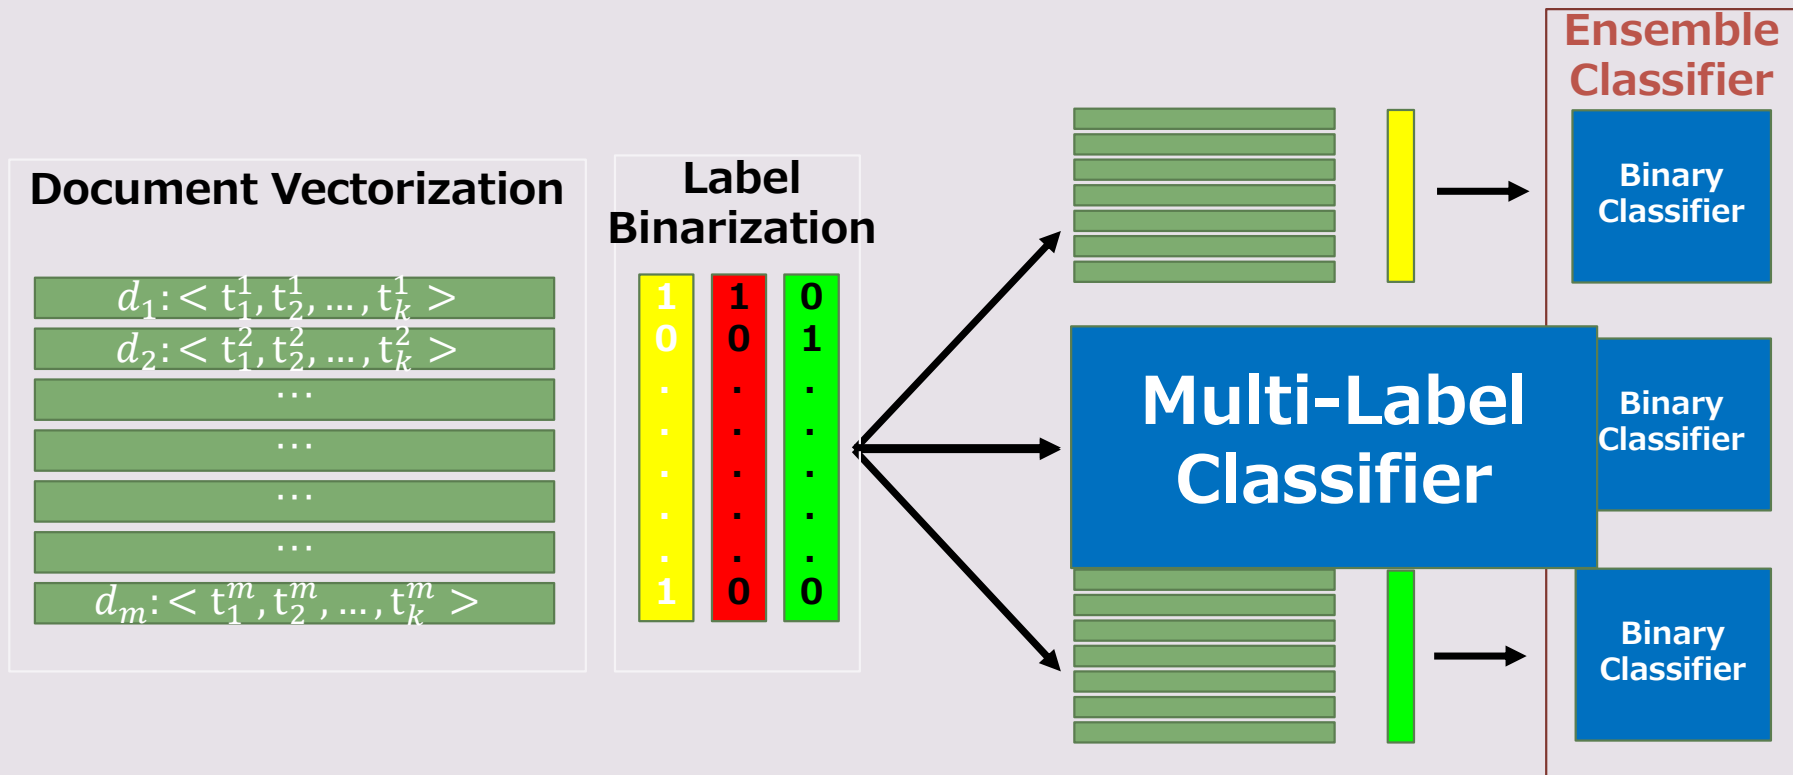 Document Vectorization
d₁: < t₁¹, t₂¹, ..., tₖ¹ >
d₂: < t₁², t₂², ..., tₖ² >
...
...
...
...
dₘ: < t₁ᵐ, t₂ᵐ, ..., tₖᵐ >
Label
Binarization
1 1 0
0 0 1
. . .
. . .
. . .
. . .
. . .
1 0 0
Multi-Label
Classifier
Ensemble
Classifier
Binary
Classifier
Binary
Classifier
Binary
Classifier